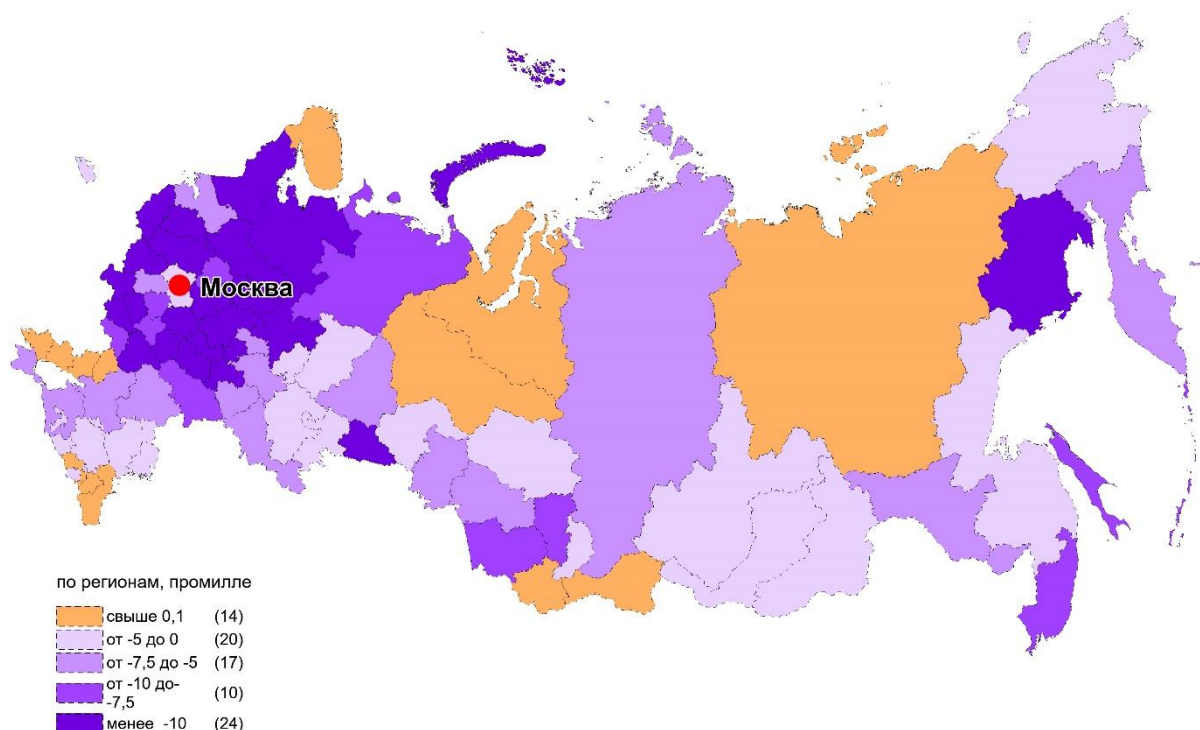 Москва
по регионам, промилле
свыше 0,1 (14)
от -5 до 0 (20)
от -7,5 до -5 (17)
от -10 до-
-7,5 (10)
менее -10 (24)